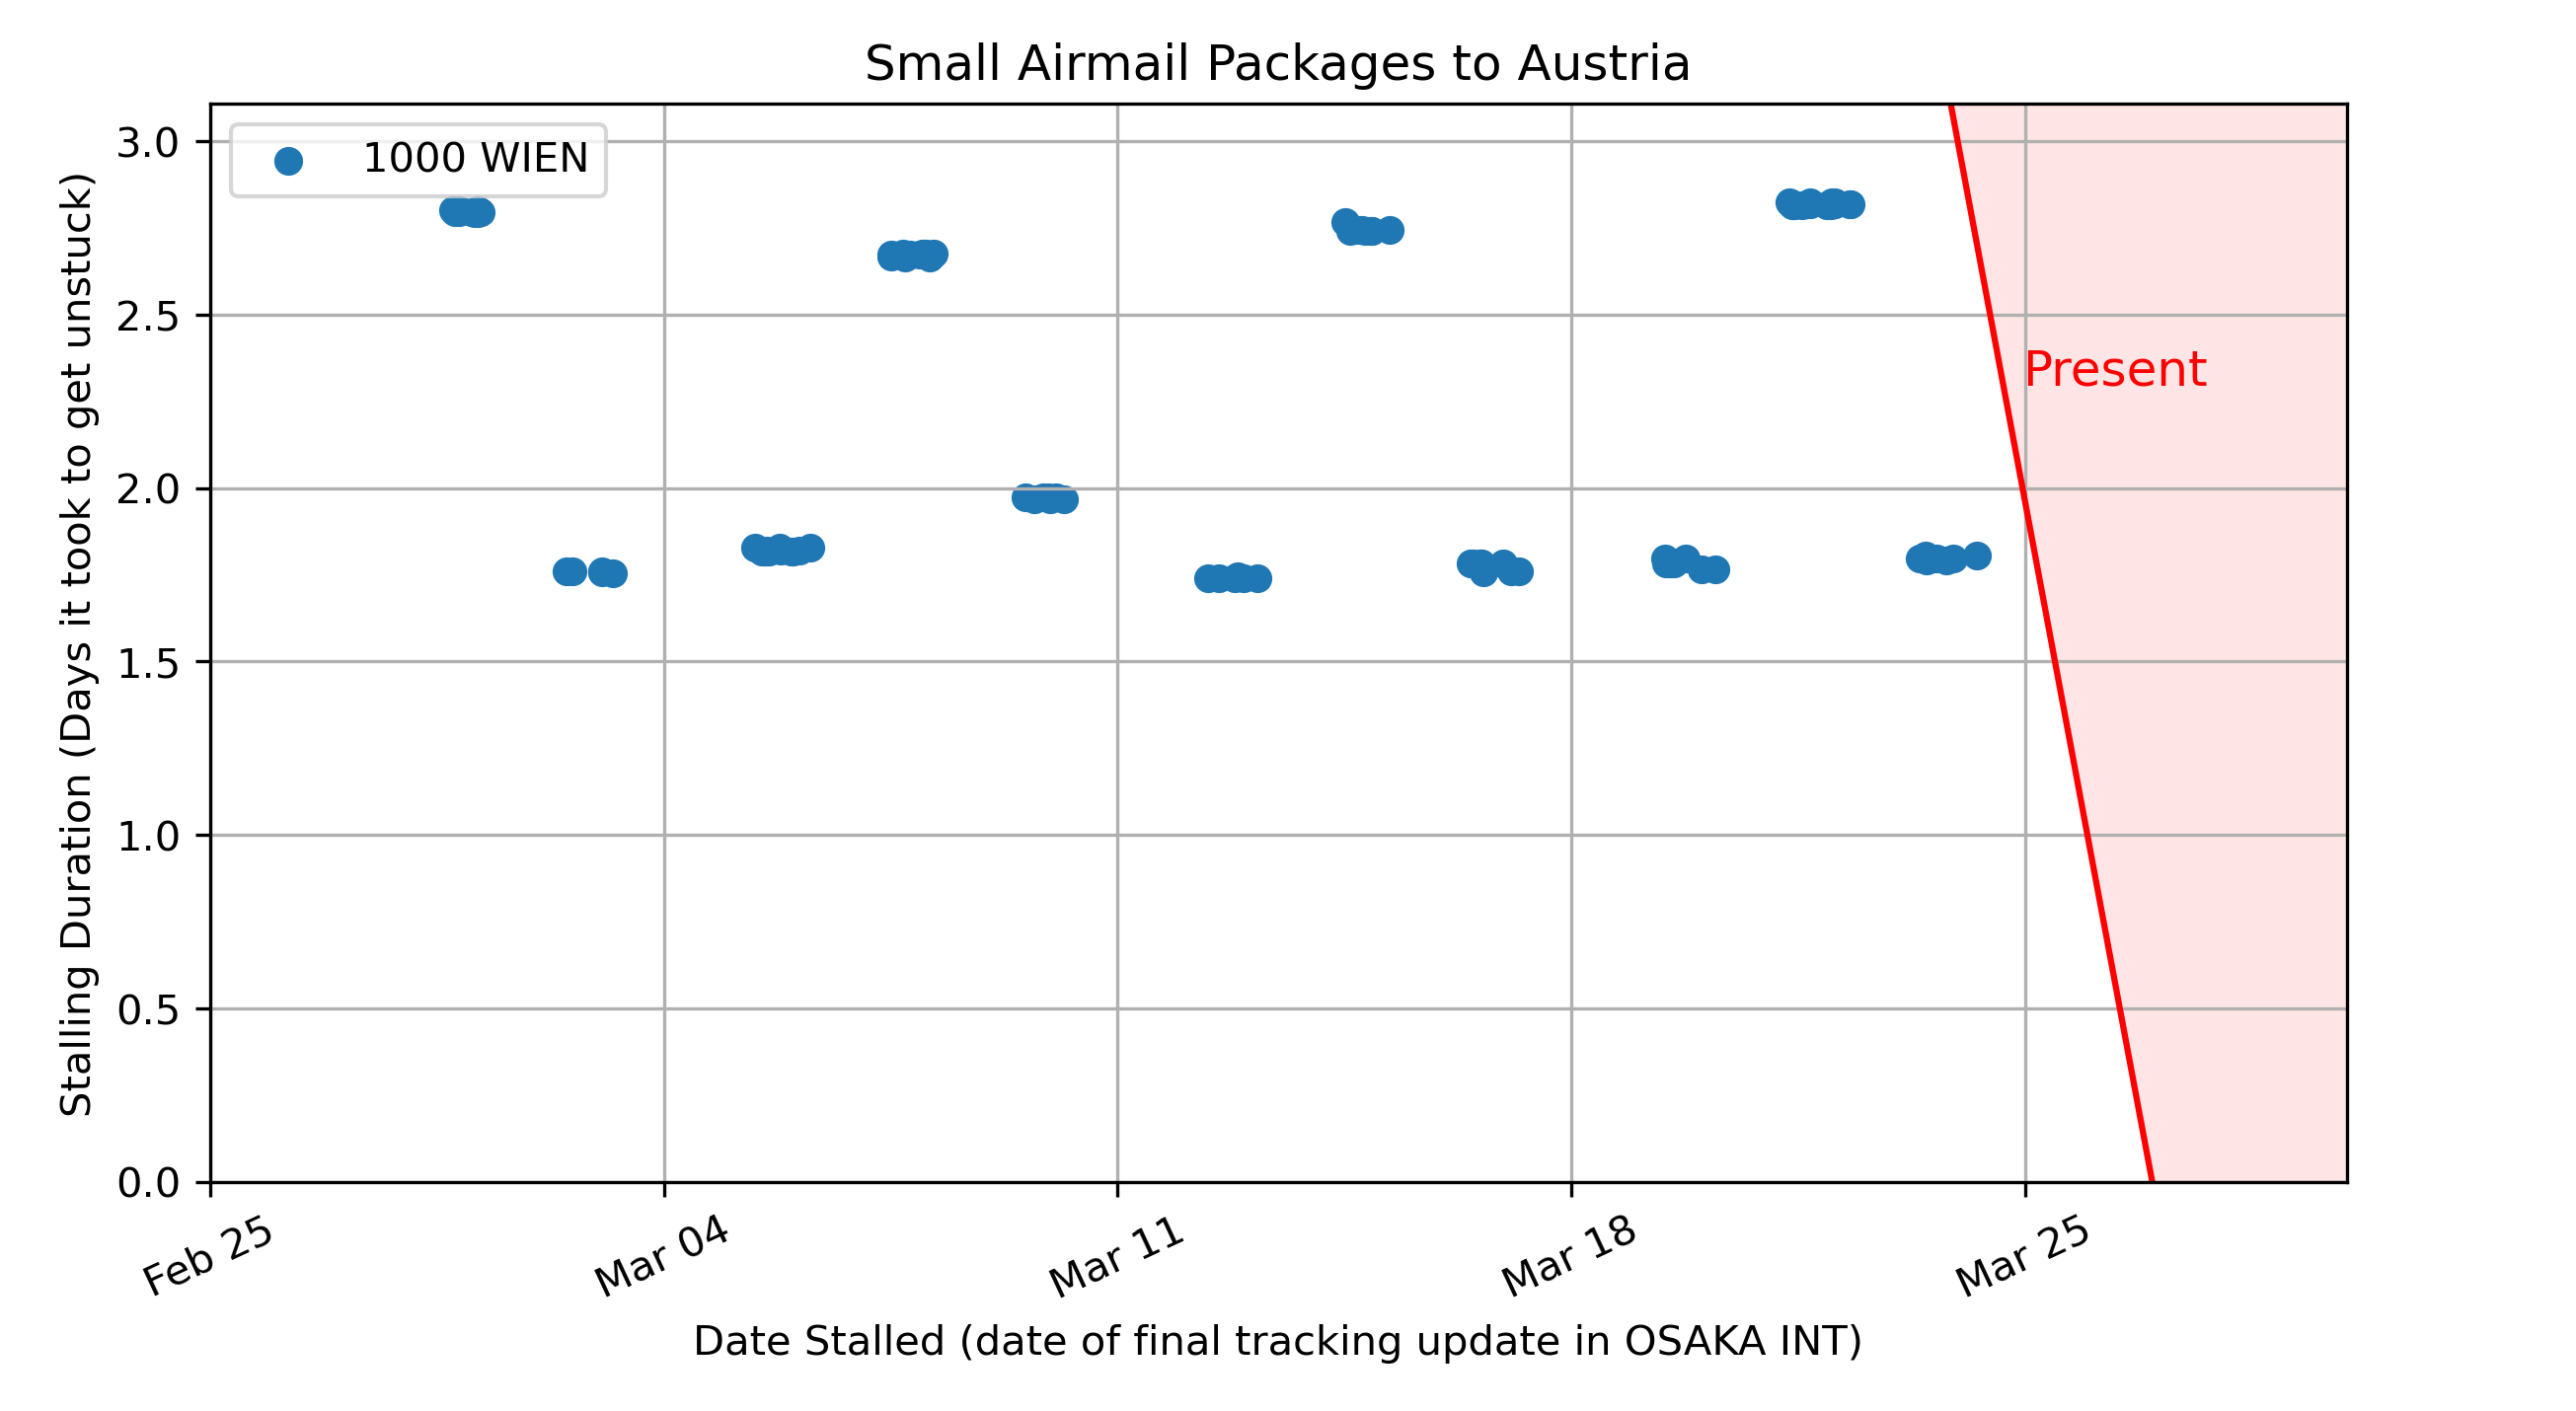 Small Airmail Packages to Austria
1000 WIEN
3.0
2.5
2.0
1.5
1.0
0.5
0.0
Stalling Duration (Days it took to get unstuck)
Present
Feb 25
Mar 04
Mar 11
Mar 18
Mar 25
Date Stalled (date of final tracking update in OSAKA INT)